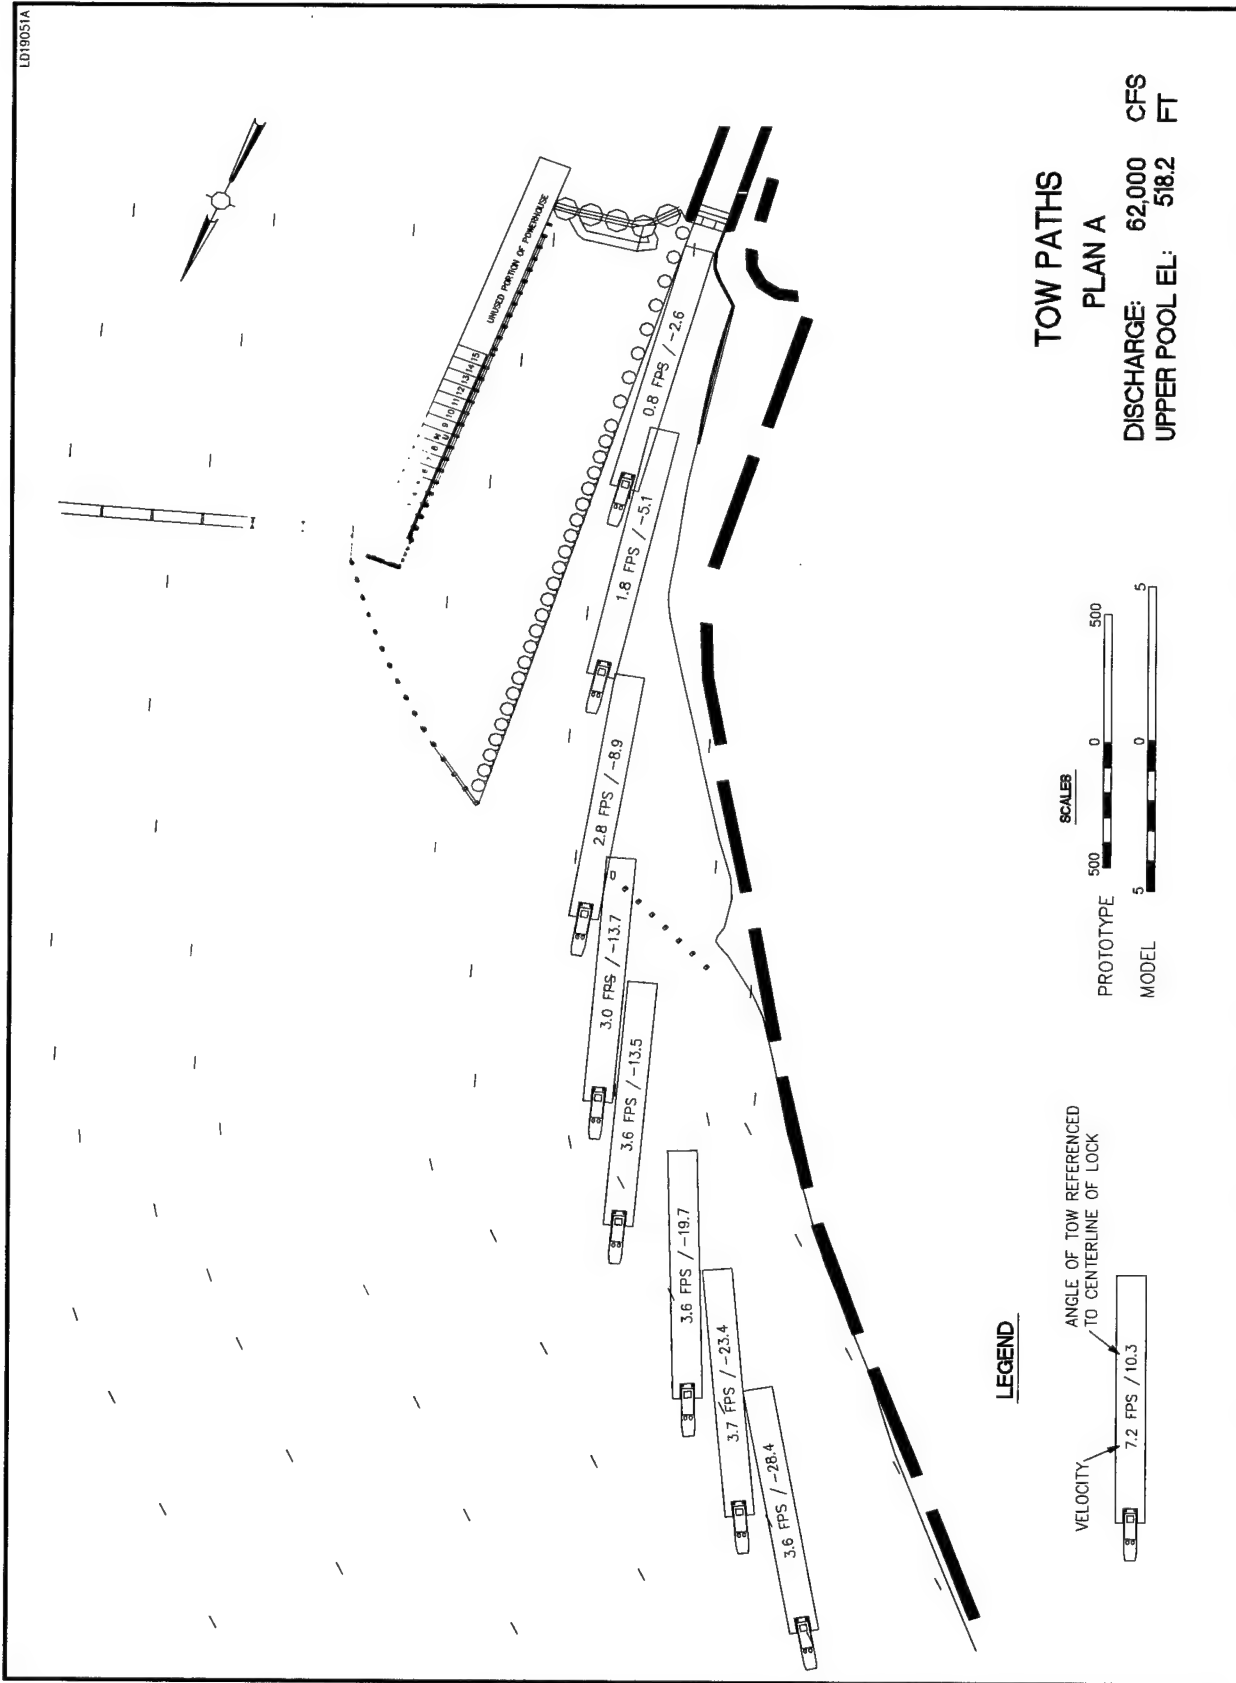 LD19051A
UNUSED PORTION OF POWERHOUSE
15
14
13
12
11
10
9
8
7
6
0.8 FPS / -2.6
1.8 FPS / -5.1
2.8 FPS / -8.9
3.0 FPS / -13.7
3.6 FPS / -13.5
3.6 FPS / -19.7
3.7 FPS / -23.4
3.6 FPS / -28.4
TOW PATHS
PLAN A
DISCHARGE: 62,000 CFS
UPPER POOL EL: 518.2 FT
SCALES
PROTOTYPE 500 0 500
MODEL 5 0 5
LEGEND
VELOCITY
ANGLE OF TOW REFERENCED
TO CENTERLINE OF LOCK
7.2 FPS / 10.3